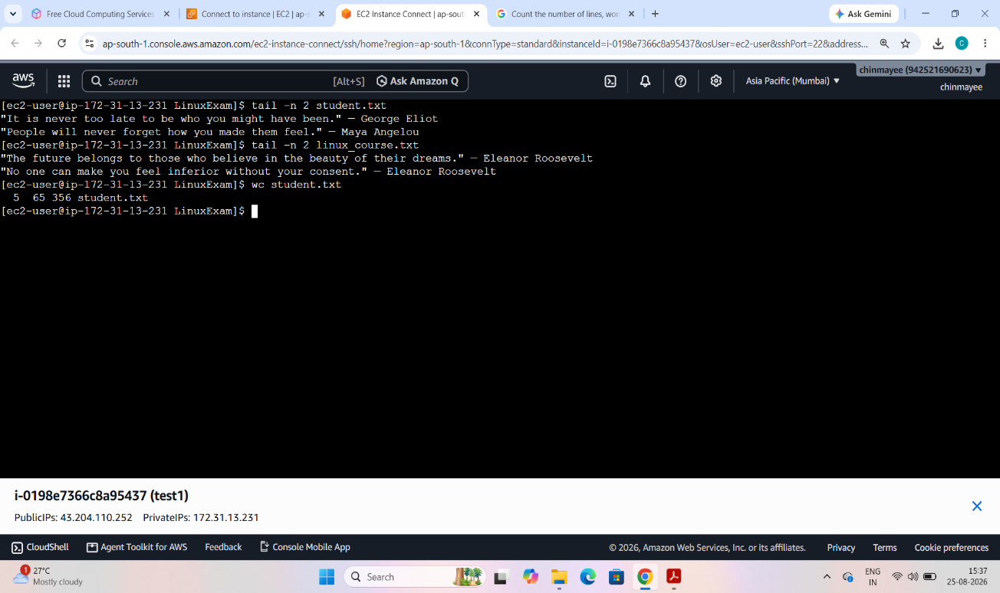 Free Cloud Computing Services
Connect to instance | EC2 | ap-s
EC2 Instance Connect | ap-sout
Count the number of lines, wor
Ask Gemini
ap-south-1.console.aws.amazon.com/ec2-instance-connect/ssh/home?region=ap-south-1&connType=standard&instanceId=i-0198e7366c8a95437&osUser=ec2-user&sshPort=22&address...
C
aws
Search
[Alt+S]
Ask Amazon Q
Asia Pacific (Mumbai)
chinmayee (942521690623)
chinmayee
[ec2-user@ip-172-31-13-231 LinuxExam]$ tail -n 2 student.txt
"It is never too late to be who you might have been." — George Eliot
"People will never forget how you made them feel." — Maya Angelou
[ec2-user@ip-172-31-13-231 LinuxExam]$ tail -n 2 linux_course.txt
"The future belongs to those who believe in the beauty of their dreams." — Eleanor Roosevelt
"No one can make you feel inferior without your consent." — Eleanor Roosevelt
[ec2-user@ip-172-31-13-231 LinuxExam]$ wc student.txt
  5  65 356 student.txt
[ec2-user@ip-172-31-13-231 LinuxExam]$
i-0198e7366c8a95437 (test1)
PublicIPs: 43.204.110.252 PrivateIPs: 172.31.13.231
CloudShell
Agent Toolkit for AWS
Feedback
Console Mobile App
© 2026, Amazon Web Services, Inc. or its affiliates.
Privacy
Terms
Cookie preferences
1
27°C
Mostly cloudy
Search
ENG
IN
15:37
25-08-2026